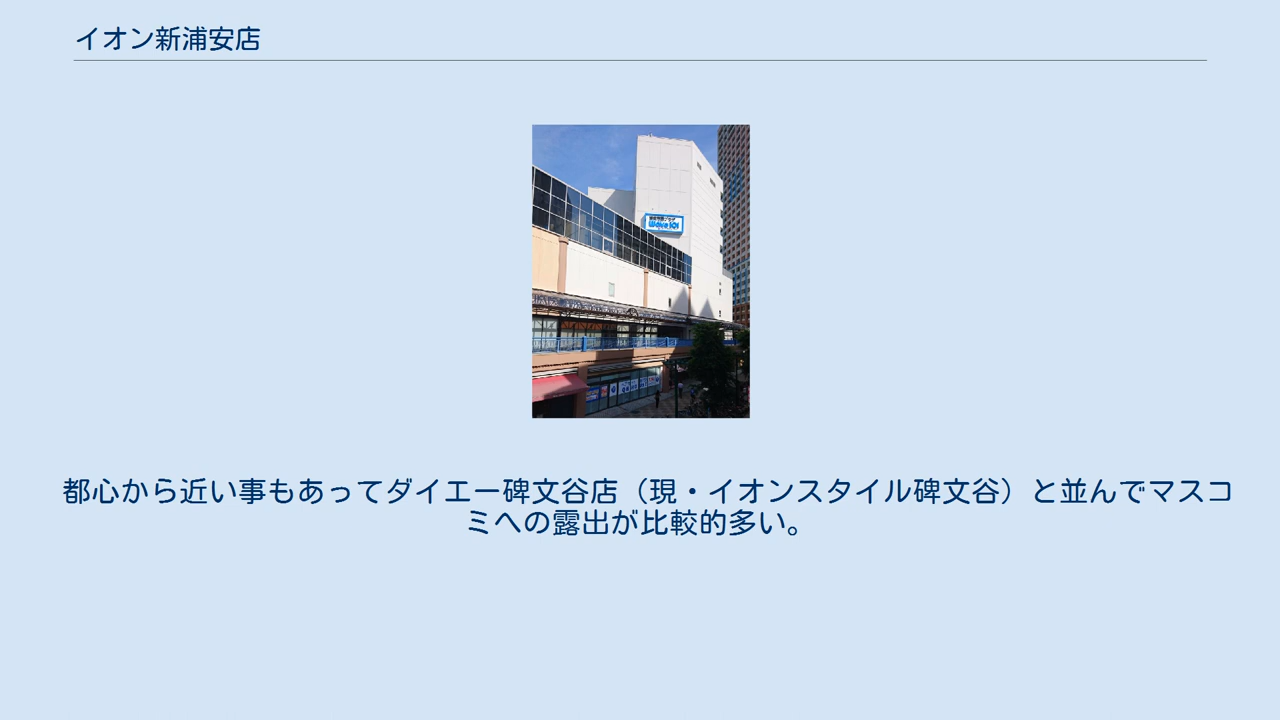 イオン新浦安店
Wave101
都心から近い事もあってダイエー碑文谷店（現・イオンスタイル碑文谷）と並んでマスコ
ミへの露出が比較的多い。